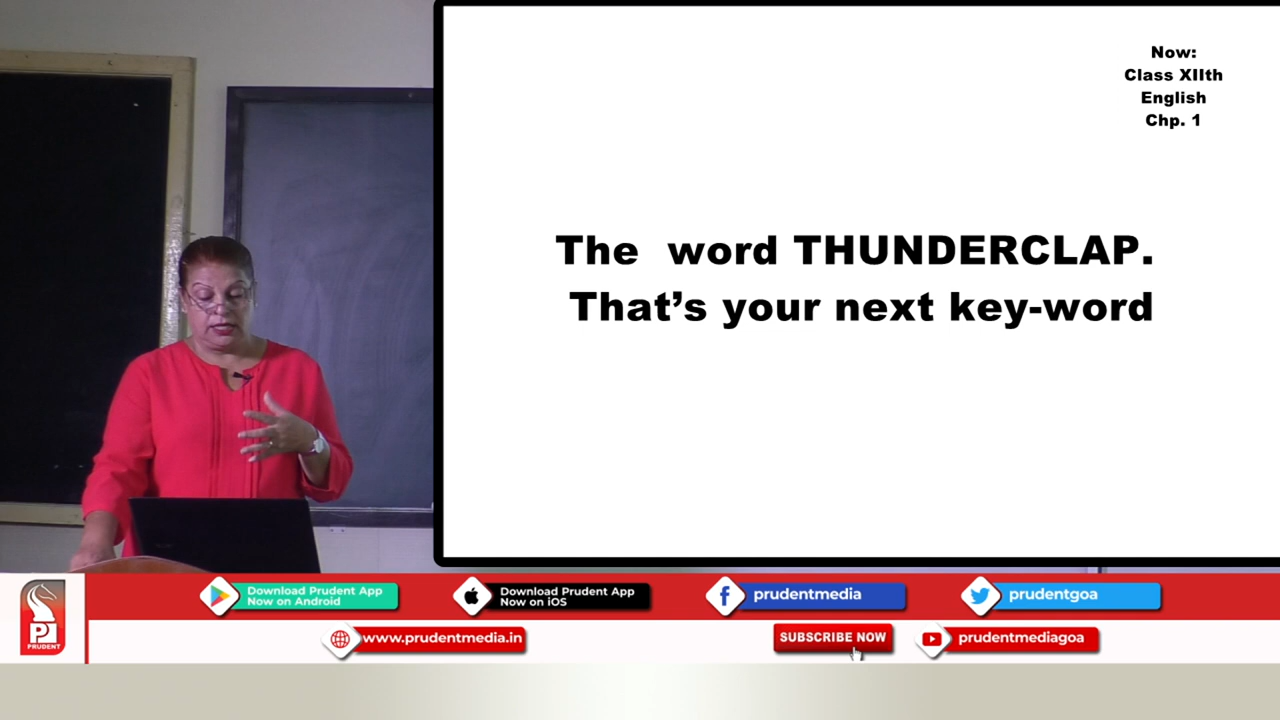 Now:
Class XIIth
English
Chp. 1
The word THUNDERCLAP.
That's your next key-word
Download Prudent App
Now on Android
Download Prudent App
Now on iOS
prudentmedia
prudentgoa
www.prudentmedia.in
SUBSCRIBE NOW
prudentmediagoa
PRUDENT